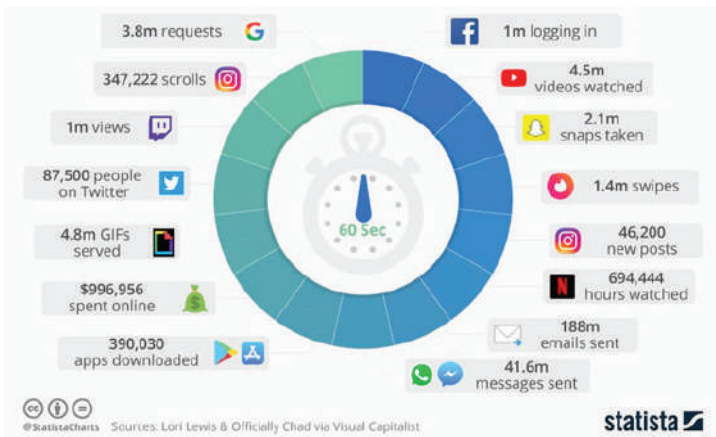 3.8m requests
1m logging in
347,222 scrolls
4.5m
videos watched
1m views
2.1m
snaps taken
87,500 people
on Twitter
1.4m swipes
4.8m GIFs
served
46,200
new posts
60 Sec
$996,956
spent online
694,444
hours watched
390,030
apps downloaded
188m
emails sent
41.6m
messages sent
@StatistaCharts Sources: Lori Lewis & Officially Chad via Visual Capitalist
statista